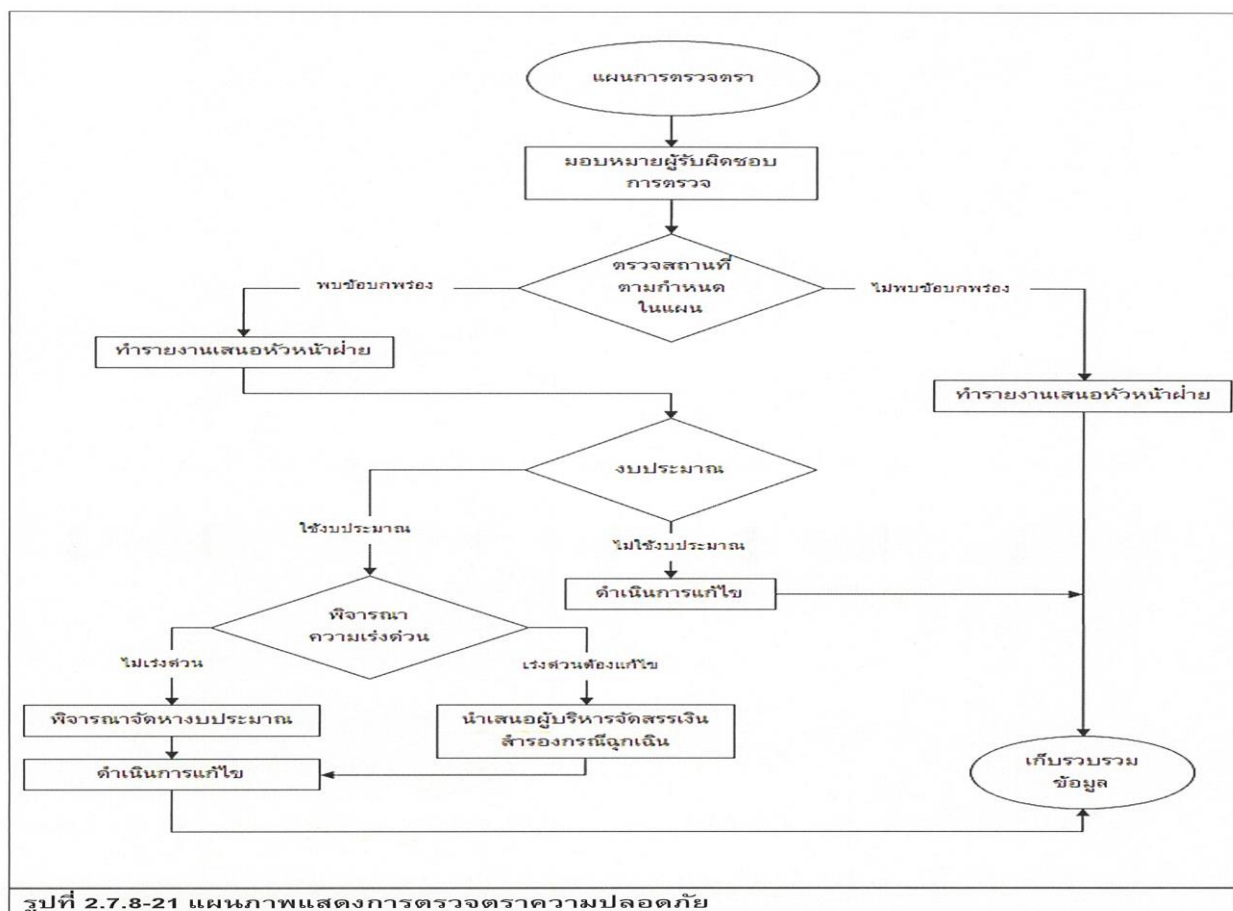 แผนการตรวจตรา
มอบหมายผู้รับผิดชอบ
การตรวจ
ตรวจสถานที่
ตามกำหนด
ในแผน
พบข้อบกพร่อง
ไม่พบข้อบกพร่อง
ทำรายงานเสนอหัวหน้าฝ่าย
ทำรายงานเสนอหัวหน้าฝ่าย
งบประมาณ
ใช้งบประมาณ
ไม่ใช้งบประมาณ
ดำเนินการแก้ไข
พิจารณา
ความเร่งด่วน
ไม่เร่งด่วน
เร่งด่วนต้องแก้ไข
พิจารณาจัดหางบประมาณ
นำเสนอผู้บริหารจัดสรรเงิน
สำรองกรณีฉุกเฉิน
ดำเนินการแก้ไข
เก็บรวบรวม
ข้อมูล
รูปที่ 2.7.8-21 แผนภาพแสดงการตรวจตราความปลอดภัย